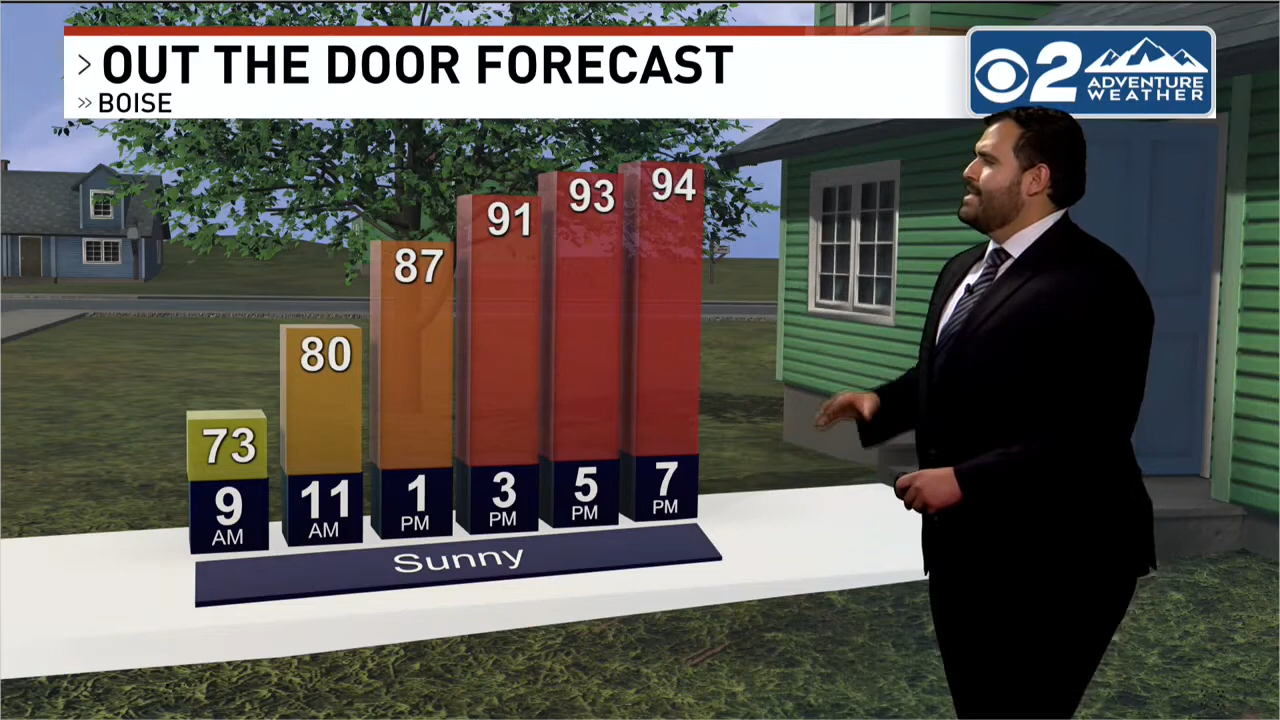 > OUT THE DOOR FORECAST
» BOISE
2 ADVENTURE
WEATHER
73 80 87 91 93 94
9 11 1 3 5 7
AM AM PM PM PM PM
Sunny